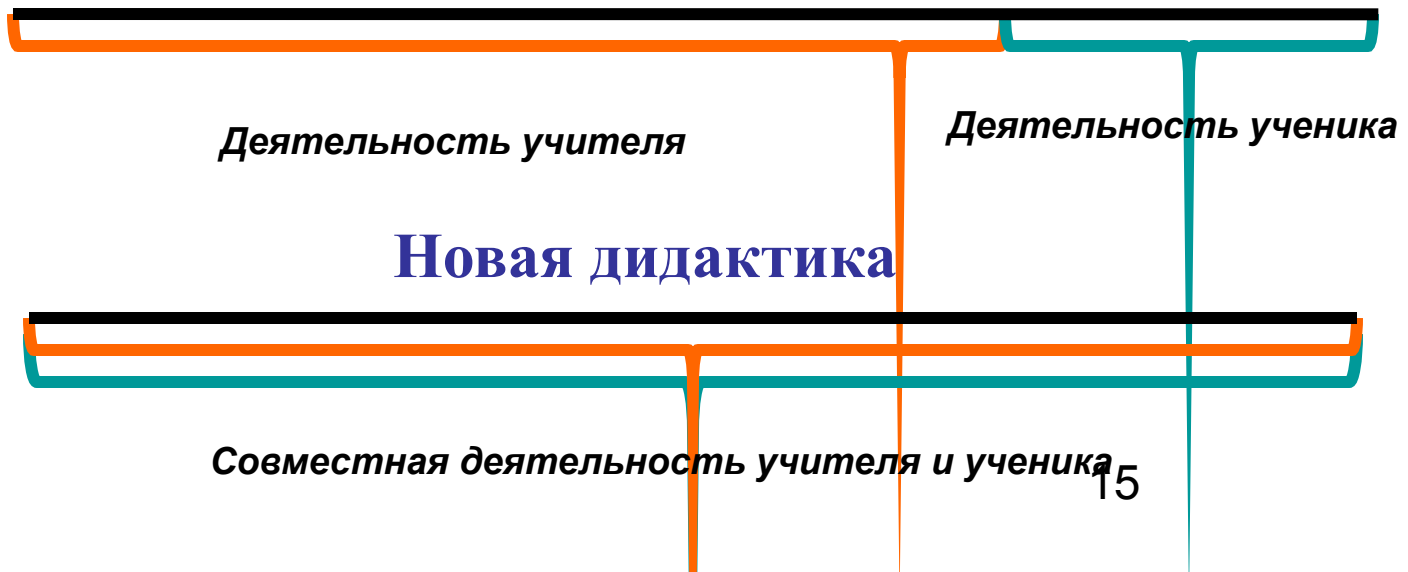 Деятельность учителя
Деятельность ученика
Новая дидактика
Совместная деятельность учителя и ученика
15